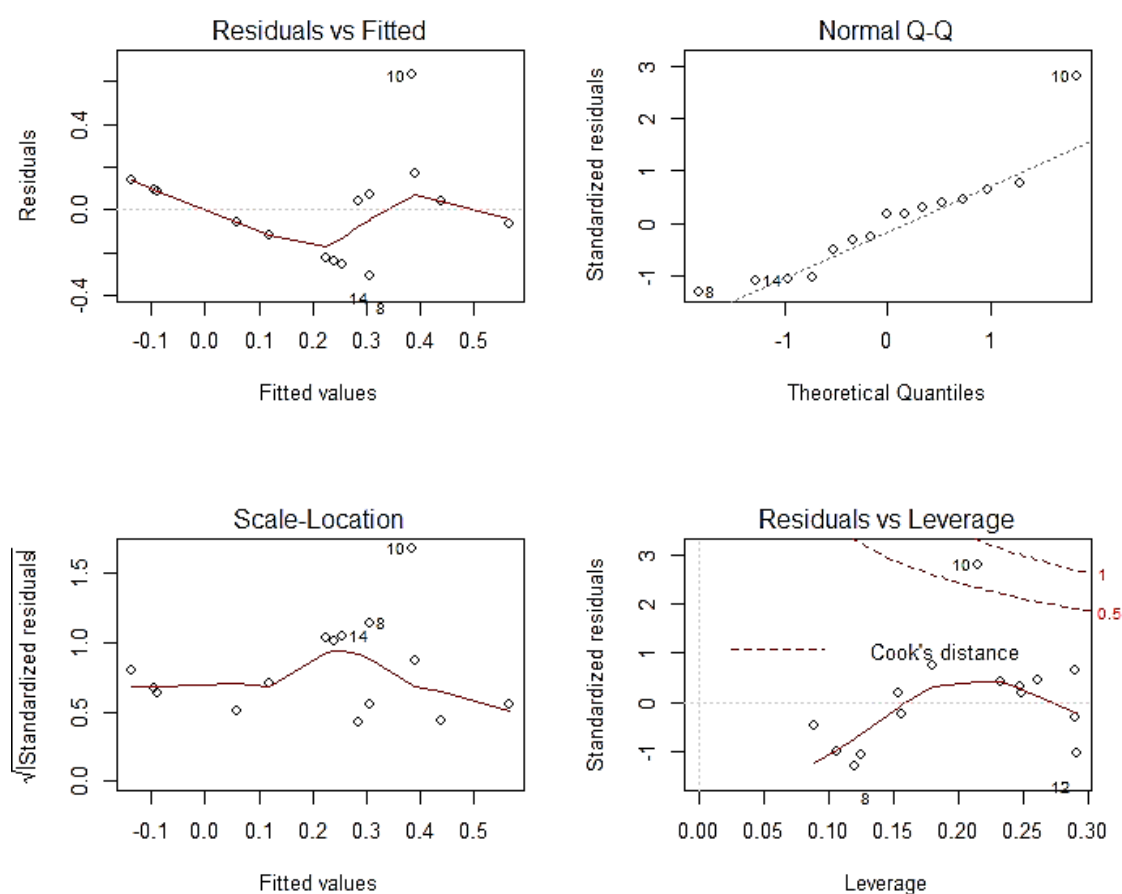 Residuals vs Fitted
Residuals
0.4
0.0
-0.4
10
14
8
-0.1 0.0 0.1 0.2 0.3 0.4 0.5
Fitted values
Normal Q-Q
Standardized residuals
3
2
1
0
-1
10
14
8
-1 0 1
Theoretical Quantiles
Scale-Location
√|Standardized residuals|
1.5
1.0
0.5
0.0
10
8
14
-0.1 0.0 0.1 0.2 0.3 0.4 0.5
Fitted values
Residuals vs Leverage
Standardized residuals
3
2
1
0
-1
10
1
0.5
Cook's distance
12
8
0.00 0.05 0.10 0.15 0.20 0.25 0.30
Leverage